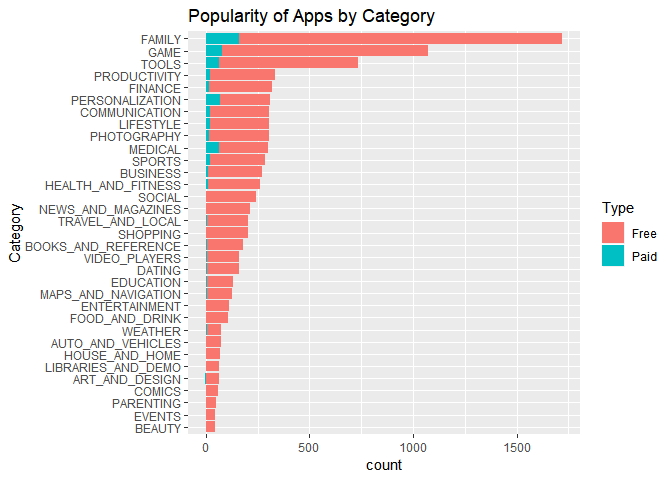 Popularity of Apps by Category
FAMILY
GAME
TOOLS
PRODUCTIVITY
FINANCE
PERSONALIZATION
COMMUNICATION
LIFESTYLE
PHOTOGRAPHY
MEDICAL
SPORTS
BUSINESS
HEALTH_AND_FITNESS
SOCIAL
NEWS_AND_MAGAZINES
TRAVEL_AND_LOCAL
SHOPPING
BOOKS_AND_REFERENCE
VIDEO_PLAYERS
DATING
EDUCATION
MAPS_AND_NAVIGATION
ENTERTAINMENT
FOOD_AND_DRINK
WEATHER
AUTO_AND_VEHICLES
HOUSE_AND_HOME
LIBRARIES_AND_DEMO
ART_AND_DESIGN
COMICS
PARENTING
EVENTS
BEAUTY
Category
0 500 1000 1500
count
Type
Free
Paid